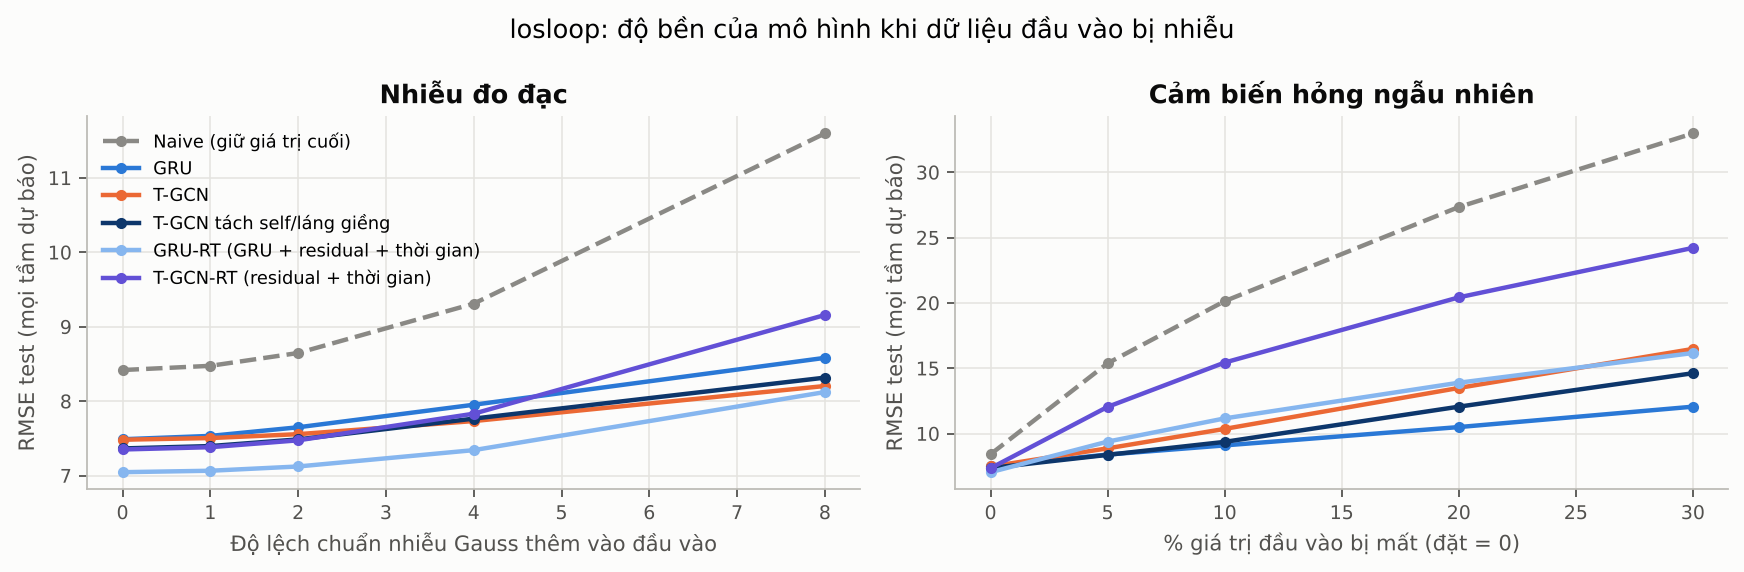 losloop: độ bền của mô hình khi dữ liệu đầu vào bị nhiễu
Nhiễu đo đạc
RMSE test (mọi tầm dự báo)
11
10
9
8
7
Naive (giữ giá trị cuối)
GRU
T-GCN
T-GCN tách self/láng giềng
GRU-RT (GRU + residual + thời gian)
T-GCN-RT (residual + thời gian)
0 1 2 3 4 5 6 7 8
Độ lệch chuẩn nhiễu Gauss thêm vào đầu vào
Cảm biến hỏng ngẫu nhiên
RMSE test (mọi tầm dự báo)
30
25
20
15
10
0 5 10 15 20 25 30
% giá trị đầu vào bị mất (đặt = 0)